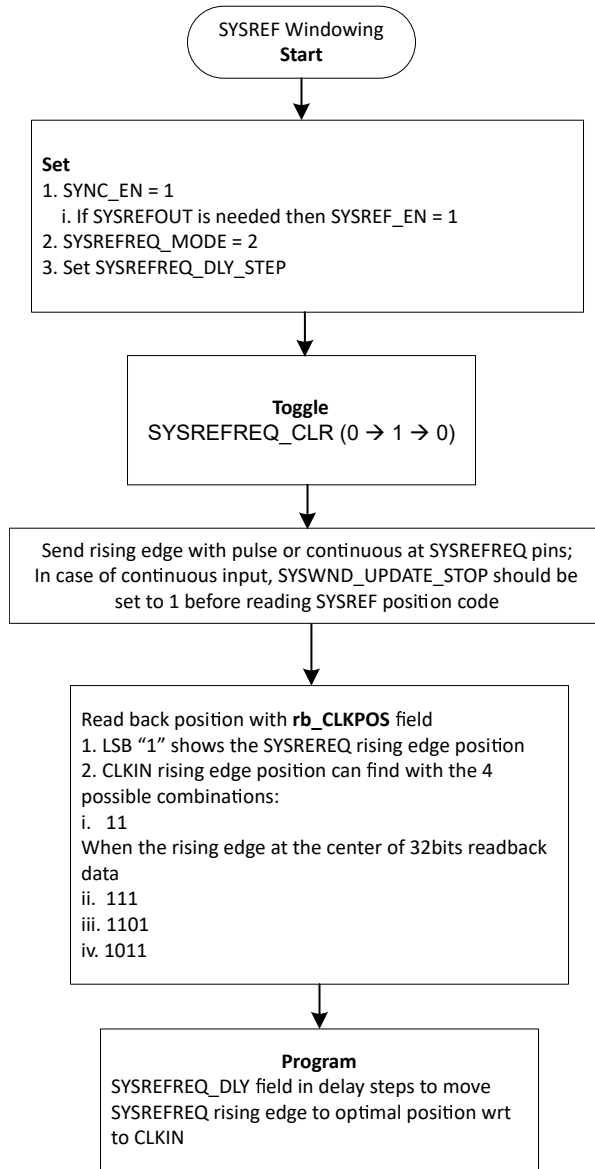 SYSREF Windowing
Start
Set
1. SYNC_EN = 1
i. If SYSREFOUT is needed then SYSREF_EN = 1
2. SYSREFREQ_MODE = 2
3. Set SYSREFREQ_DLY_STEP
Toggle
SYSREFREQ_CLR (0 → 1 → 0)
Send rising edge with pulse or continuous at SYSREFREQ pins;
In case of continuous input, SYSWND_UPDATE_STOP should be
set to 1 before reading SYSREF position code
Read back position with rb_CLKPOS field
1. LSB “1” shows the SYSREREQ rising edge position
2. CLKIN rising edge position can find with the 4
possible combinations:
i. 11
When the rising edge at the center of 32bits readback
data
ii. 111
iii. 1101
iv. 1011
Program
SYSREFREQ_DLY field in delay steps to move
SYSREFREQ rising edge to optimal position wrt
to CLKIN